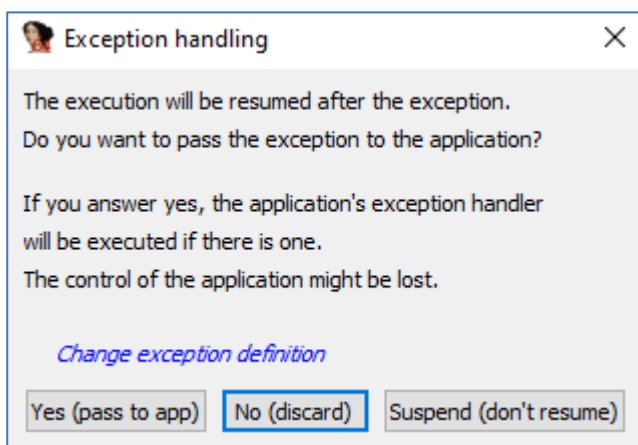 Exception handling
The execution will be resumed after the exception.
Do you want to pass the exception to the application?
If you answer yes, the application's exception handler
will be executed if there is one.
The control of the application might be lost.
Change exception definition
Yes (pass to app) No (discard) Suspend (don't resume)